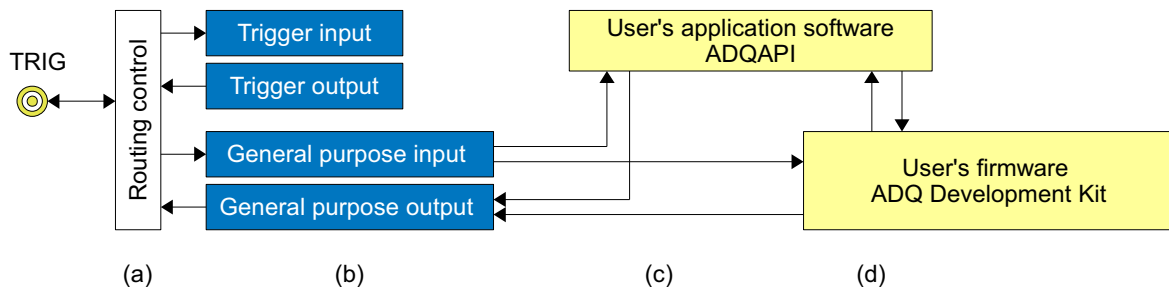 TRIG
Routing control
Trigger input
Trigger output
General purpose input
General purpose output
User's application software
ADQAPI
User's firmware
ADQ Development Kit
(a)
(b)
(c)
(d)